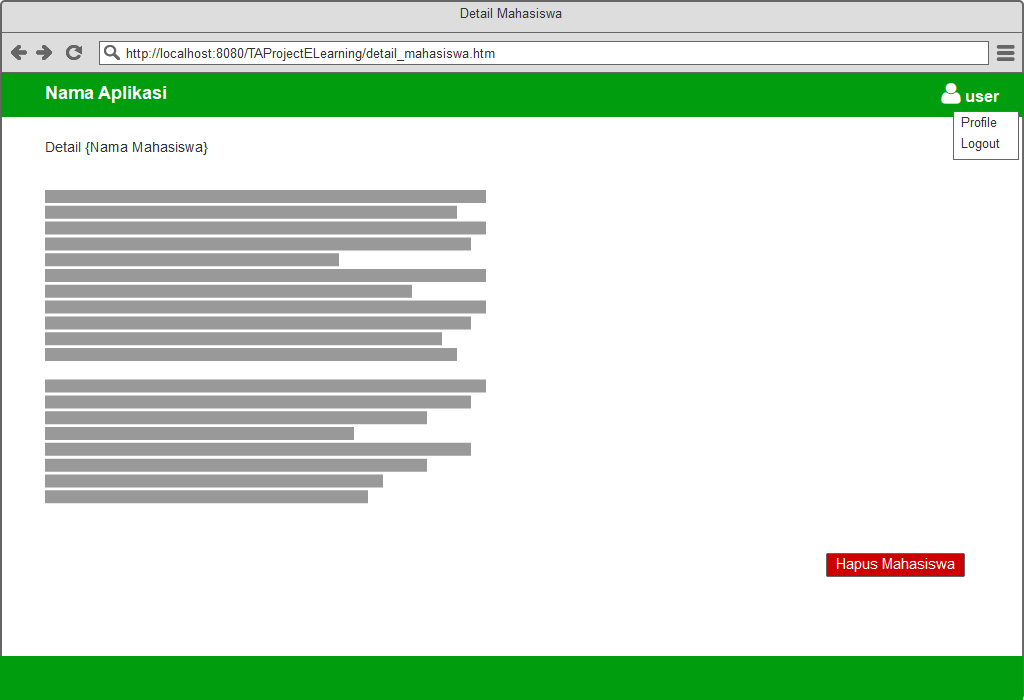 Detail Mahasiswa
http://localhost:8080/TAProjectELearning/detail_mahasiswa.htm
Nama Aplikasi
user
Profile
Logout
Detail {Nama Mahasiswa}
Hapus Mahasiswa